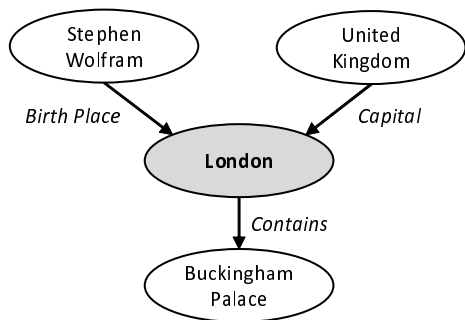 Stephen
Wolfram
United
Kingdom
Birth Place
Capital
London
Contains
Buckingham
Palace